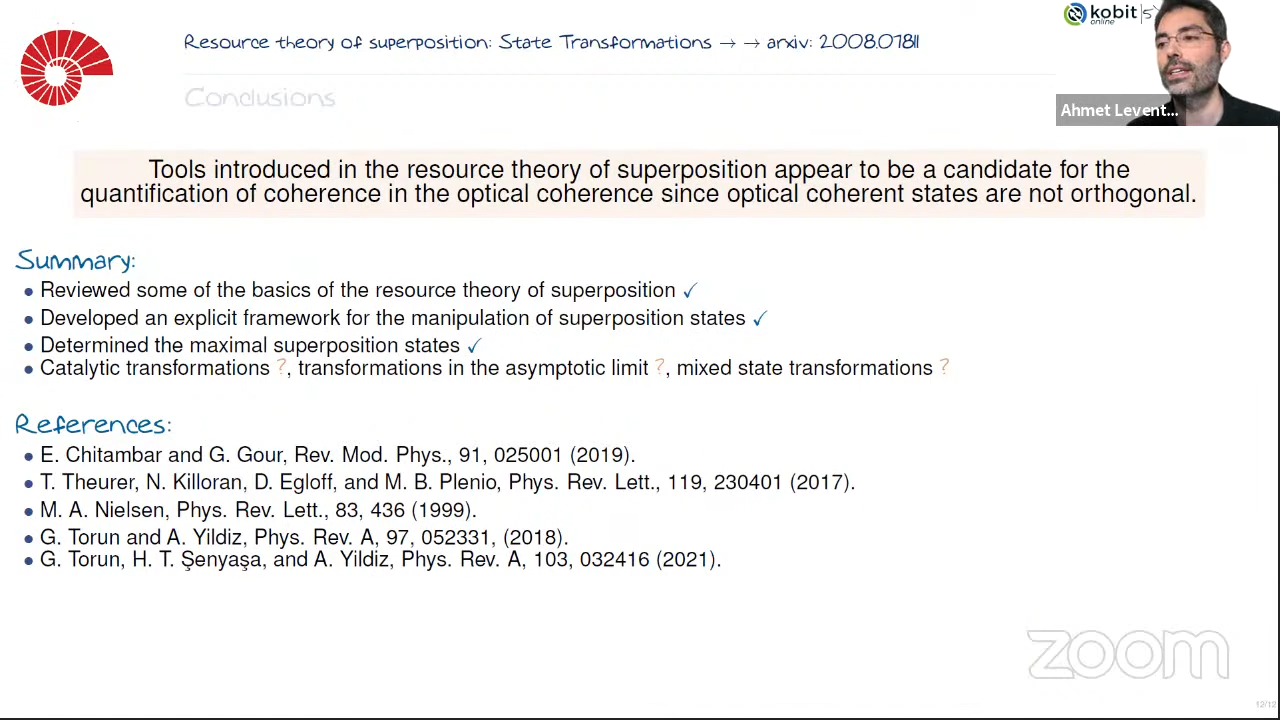 kobit |5
online
Resource theory of superposition: State Transformations → → arxiv: 2008.07811
Conclusions
Ahmet Levent...
Tools introduced in the resource theory of superposition appear to be a candidate for the
quantification of coherence in the optical coherence since optical coherent states are not orthogonal.
Summary:
• Reviewed some of the basics of the resource theory of superposition ✓
• Developed an explicit framework for the manipulation of superposition states ✓
• Determined the maximal superposition states ✓
• Catalytic transformations ?, transformations in the asymptotic limit ?, mixed state transformations ?
References:
• E. Chitambar and G. Gour, Rev. Mod. Phys., 91, 025001 (2019).
• T. Theurer, N. Killoran, D. Egloff, and M. B. Plenio, Phys. Rev. Lett., 119, 230401 (2017).
• M. A. Nielsen, Phys. Rev. Lett., 83, 436 (1999).
• G. Torun and A. Yildiz, Phys. Rev. A, 97, 052331, (2018).
• G. Torun, H. T. Şenyaşa, and A. Yildiz, Phys. Rev. A, 103, 032416 (2021).
zoom
12/12